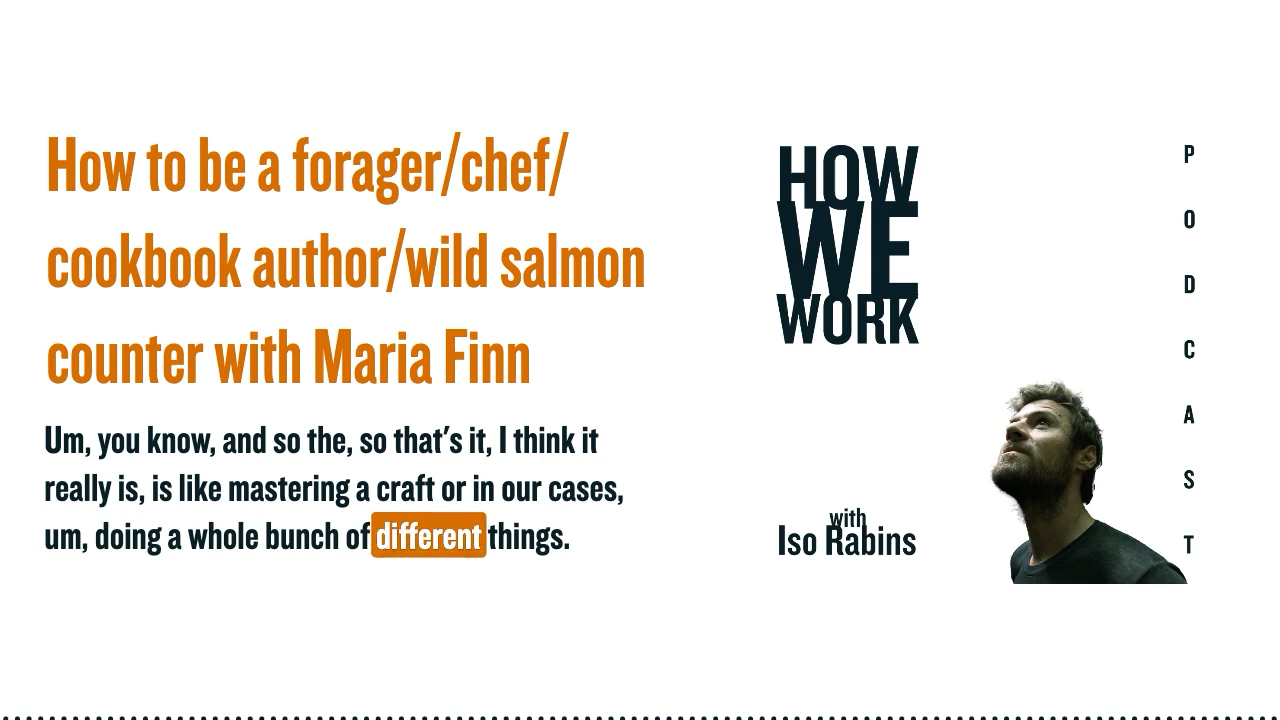 How to be a forager/chef/
cookbook author/wild salmon
counter with Maria Finn
Um, you know, and so the, so that's it, I think it
really is, is like mastering a craft or in our cases,
um, doing a whole bunch of different things.
HOW
WE
WORK
with
Iso Rabins
PODCAST